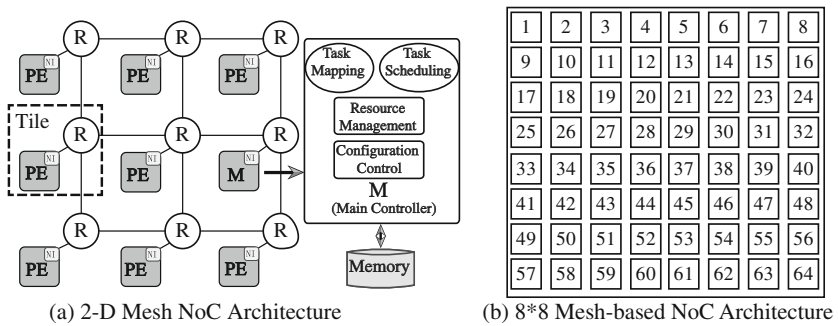 R R R
NI NI NI
PE PE PE
Tile
R R R
NI NI NI
PE PE M
R R R
NI NI NI
PE PE PE
Task Mapping
Task Scheduling
Resource Management
Configuration Control
M
(Main Controller)
Memory
(a) 2-D Mesh NoC Architecture
1 2 3 4 5 6 7 8
9 10 11 12 13 14 15 16
17 18 19 20 21 22 23 24
25 26 27 28 29 30 31 32
33 34 35 36 37 38 39 40
41 42 43 44 45 46 47 48
49 50 51 52 53 54 55 56
57 58 59 60 61 62 63 64
(b) 8*8 Mesh-based NoC Architecture